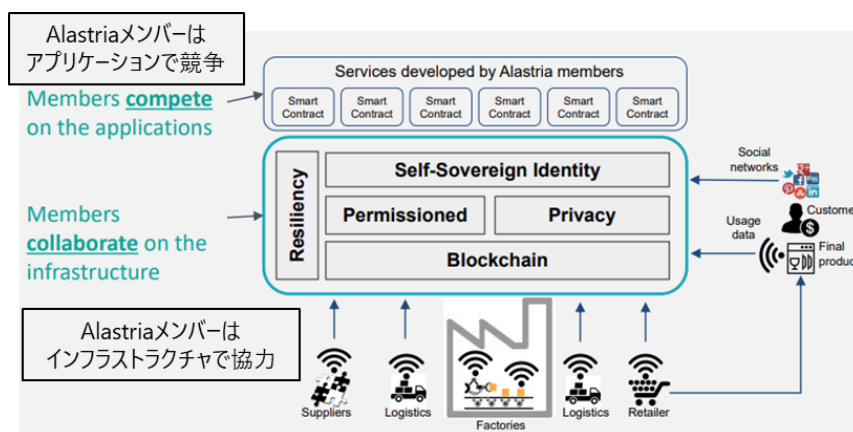 Alastriaメンバーは
アプリケーションで競争
Members compete
on the applications
Services developed by Alastria members
Smart
Contract
Smart
Contract
Smart
Contract
Smart
Contract
Smart
Contract
Smart
Contract
Resiliency
Self-Sovereign Identity
Permissioned
Privacy
Blockchain
Members
collaborate on the
infrastructure
Social
networks
Custome
Usage
data
Final
produc
Alastriaメンバーは
インフラストラクチャで協力
Suppliers
Logistics
Factories
Logistics
Retailer